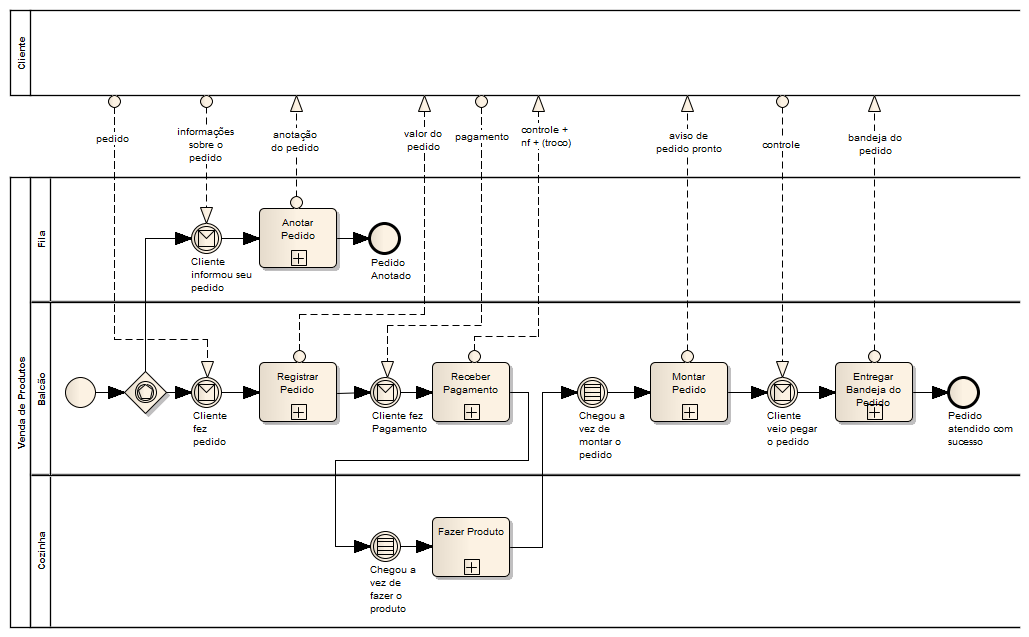 Cliente
pedido
informações
sobre o
pedido
anotação
do pedido
valor do
pedido
pagamento
controle +
nf + (troco)
aviso de
pedido pronto
controle
bandeja do
pedido
Venda de Produtos
Fila
Cliente
informou seu
pedido
Anotar
Pedido
Pedido
Anotado
Balcão
Cliente
fez
pedido
Registrar
Pedido
Cliente fez
Pagamento
Receber
Pagamento
Chegou a
vez de
montar o
pedido
Montar
Pedido
Cliente
veio pegar
o pedido
Entregar
Bandeja do
Pedido
Pedido
atendido com
sucesso
Cozinha
Chegou a
vez de
fazer o
produto
Fazer Produto